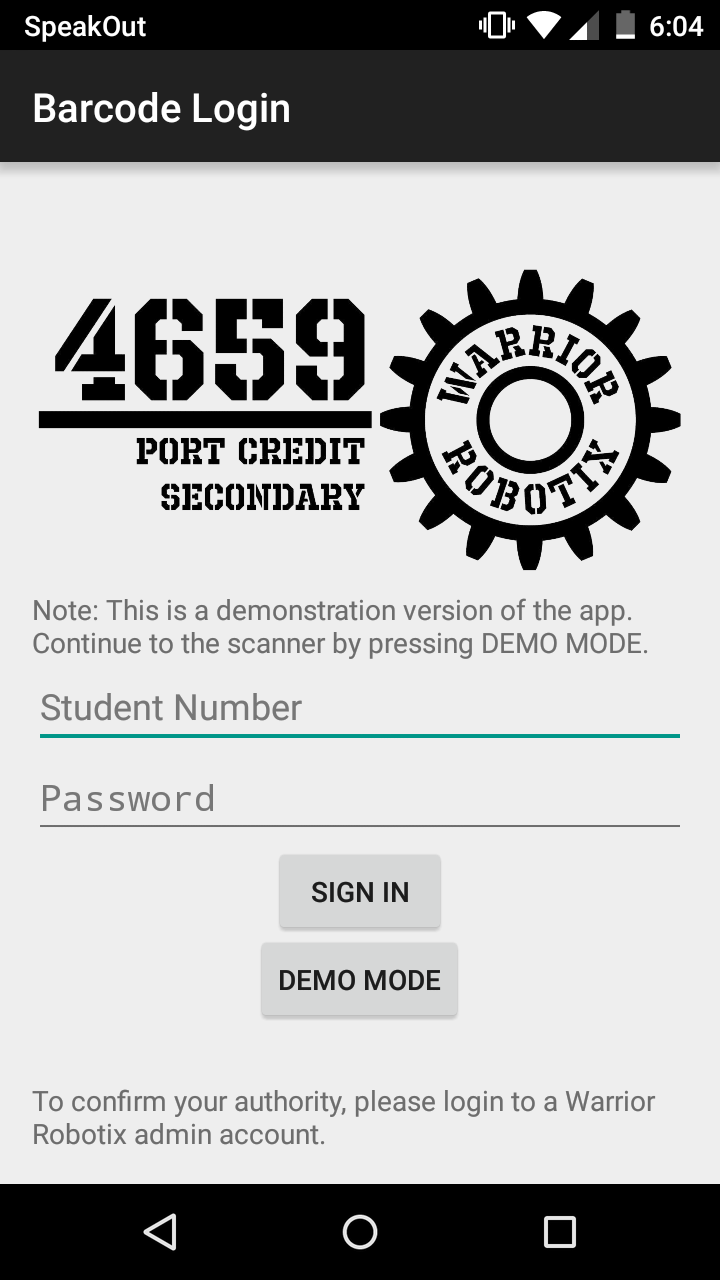 SpeakOut 6:04
Barcode Login
4659
PORT CREDIT
SECONDARY
WARRIOR
ROBOTIX
Note: This is a demonstration version of the app.
Continue to the scanner by pressing DEMO MODE.
Student Number
Password
SIGN IN
DEMO MODE
To confirm your authority, please login to a Warrior
Robotix admin account.